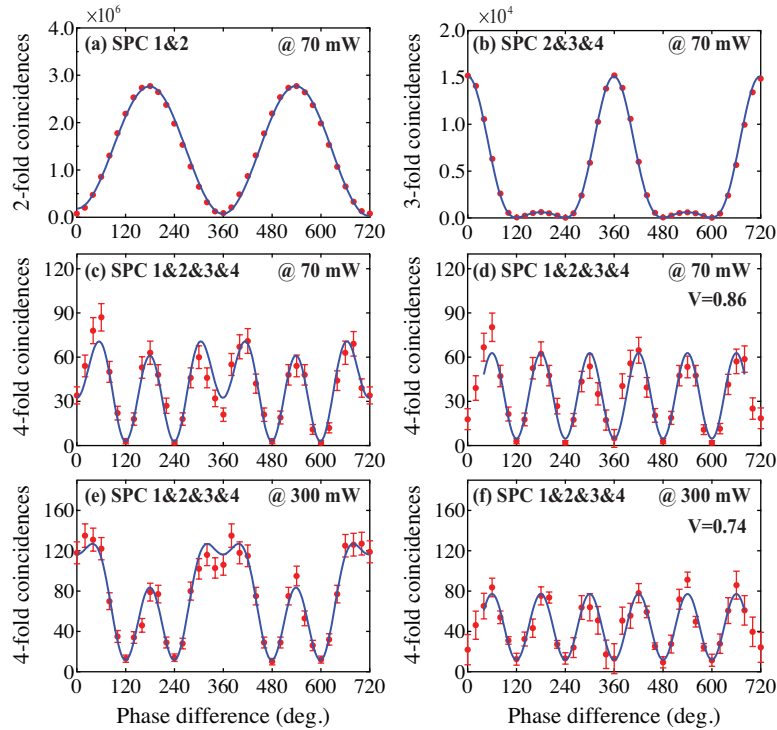 ×10⁶
(a) SPC 1&2 @ 70 mW
4.0
3.0
2.0
1.0
0.0
2-fold coincidences
0 120 240 360 480 600 720
×10⁴
(b) SPC 2&3&4 @ 70 mW
2.0
1.5
1.0
0.5
0.0
3-fold coincidences
0 120 240 360 480 600 720
(c) SPC 1&2&3&4 @ 70 mW
120
90
60
30
0
4-fold coincidences
0 120 240 360 480 600 720
(d) SPC 1&2&3&4 @ 70 mW
V=0.86
120
90
60
30
0
4-fold coincidences
0 120 240 360 480 600 720
(e) SPC 1&2&3&4 @ 300 mW
160
120
80
40
0
4-fold coincidences
0 120 240 360 480 600 720
Phase difference (deg.)
(f) SPC 1&2&3&4 @ 300 mW
V=0.74
160
120
80
40
0
4-fold coincidences
0 120 240 360 480 600 720
Phase difference (deg.)